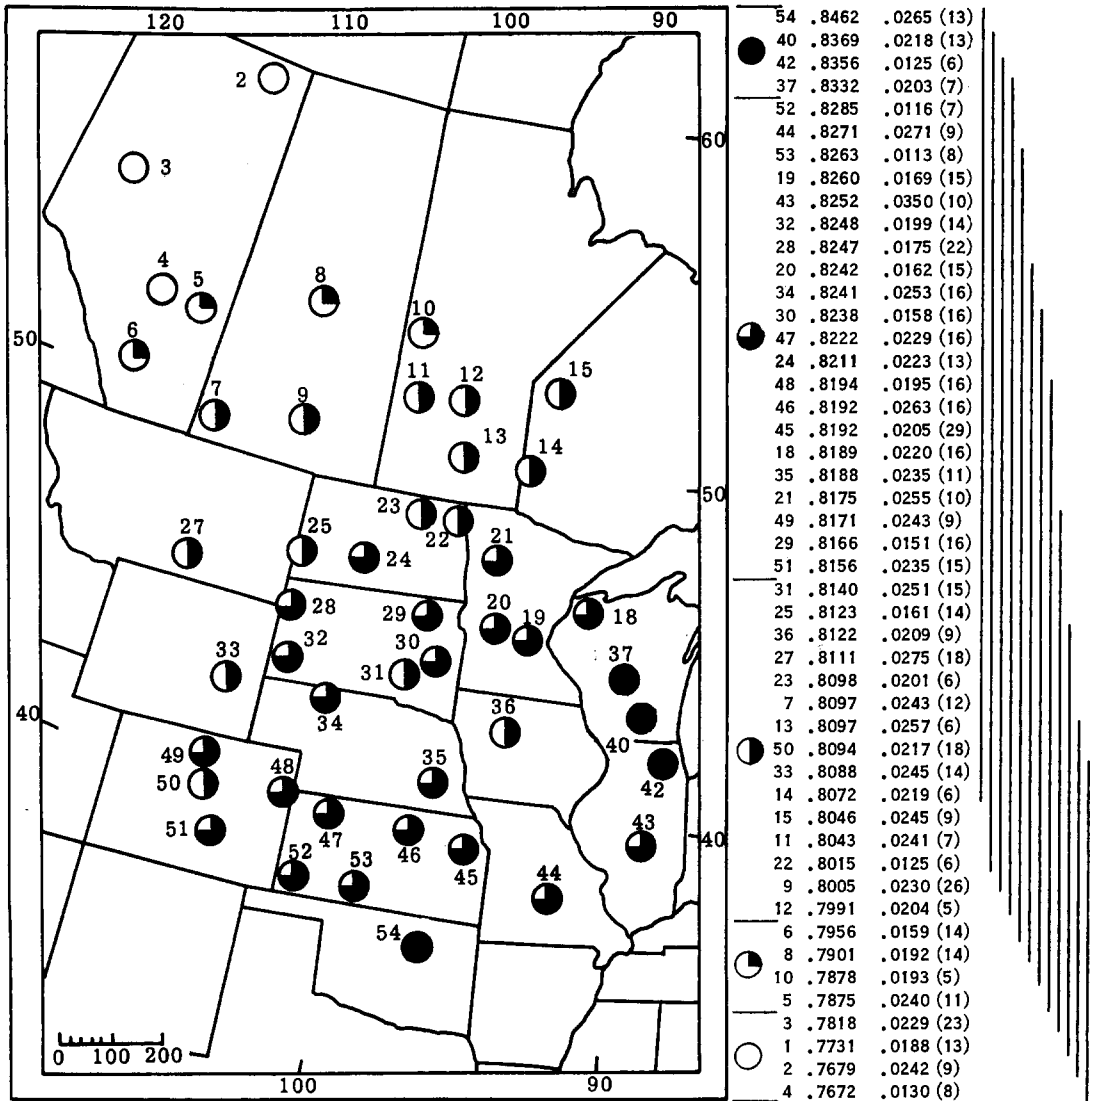 120 110 100 90
2
3
60
4
5
8
10
50
6
15
11
12
7
9
13
14
50
23
27
25
22
21
24
28
29
20
19
18
32
30
37
33
31
36
34
40
40
49
35
48
50
42
43
51
47
46
40
52
53
45
44
54
0 100 200
100 90
54 .8462 .0265 (13)
40 .8369 .0218 (13)
42 .8356 .0125 (6)
37 .8332 .0203 (7)
52 .8285 .0116 (7)
44 .8271 .0271 (9)
53 .8263 .0113 (8)
19 .8260 .0169 (15)
43 .8252 .0350 (10)
32 .8248 .0199 (14)
28 .8247 .0175 (22)
20 .8242 .0162 (15)
34 .8241 .0253 (16)
30 .8238 .0158 (16)
47 .8222 .0229 (16)
24 .8211 .0223 (13)
48 .8194 .0195 (16)
46 .8192 .0263 (16)
45 .8192 .0205 (29)
18 .8189 .0220 (16)
35 .8188 .0235 (11)
21 .8175 .0255 (10)
49 .8171 .0243 (9)
29 .8166 .0151 (16)
51 .8156 .0235 (15)
31 .8140 .0251 (15)
25 .8123 .0161 (14)
36 .8122 .0209 (9)
27 .8111 .0275 (18)
23 .8098 .0201 (6)
7 .8097 .0243 (12)
13 .8097 .0257 (6)
50 .8094 .0217 (18)
33 .8088 .0245 (14)
14 .8072 .0219 (6)
15 .8046 .0245 (9)
11 .8043 .0241 (7)
22 .8015 .0125 (6)
9 .8005 .0230 (26)
12 .7991 .0204 (5)
6 .7956 .0159 (14)
8 .7901 .0192 (14)
10 .7878 .0193 (5)
5 .7875 .0240 (11)
3 .7818 .0229 (23)
1 .7731 .0188 (13)
2 .7679 .0242 (9)
4 .7672 .0130 (8)